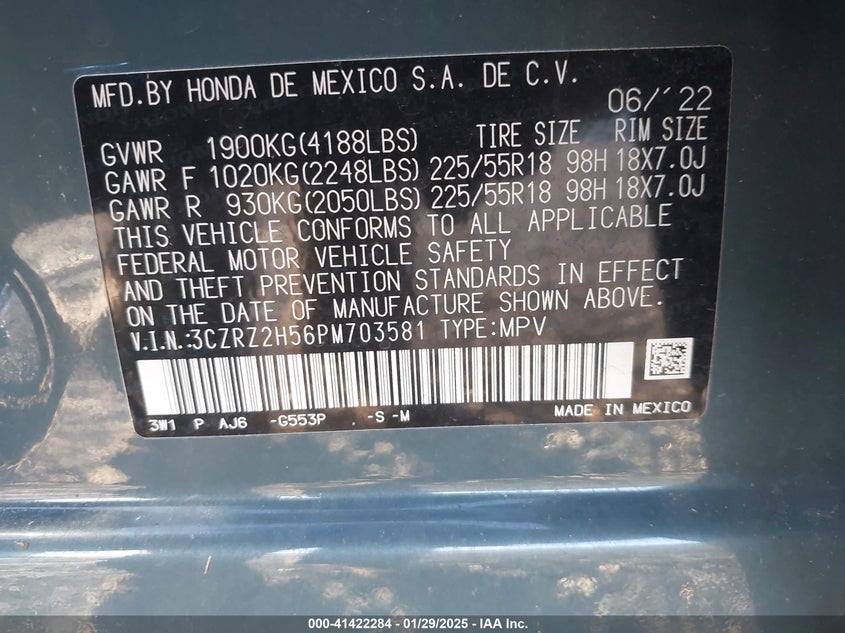 MFD.BY HONDA DE MEXICO S.A. DE C.V.
06/´22
GVWR 1900KG(4188LBS) TIRE SIZE RIM SIZE
GAWR F 1020KG(2248LBS) 225/55R18 98H 18X7.0J
GAWR R 930KG(2050LBS) 225/55R18 98H 18X7.0J
THIS VEHICLE CONFORMS TO ALL APPLICABLE
FEDERAL MOTOR VEHICLE SAFETY
AND THEFT PREVENTION STANDARDS IN EFFECT
ON THE DATE OF MANUFACTURE SHOWN ABOVE.
V.I.N.:3CZRZ2H56PM703581 TYPE:MPV
3W1 P AJ6 -G553P -S -M MADE IN MEXICO
000-41422284 - 01/29/2025 - IAA Inc.